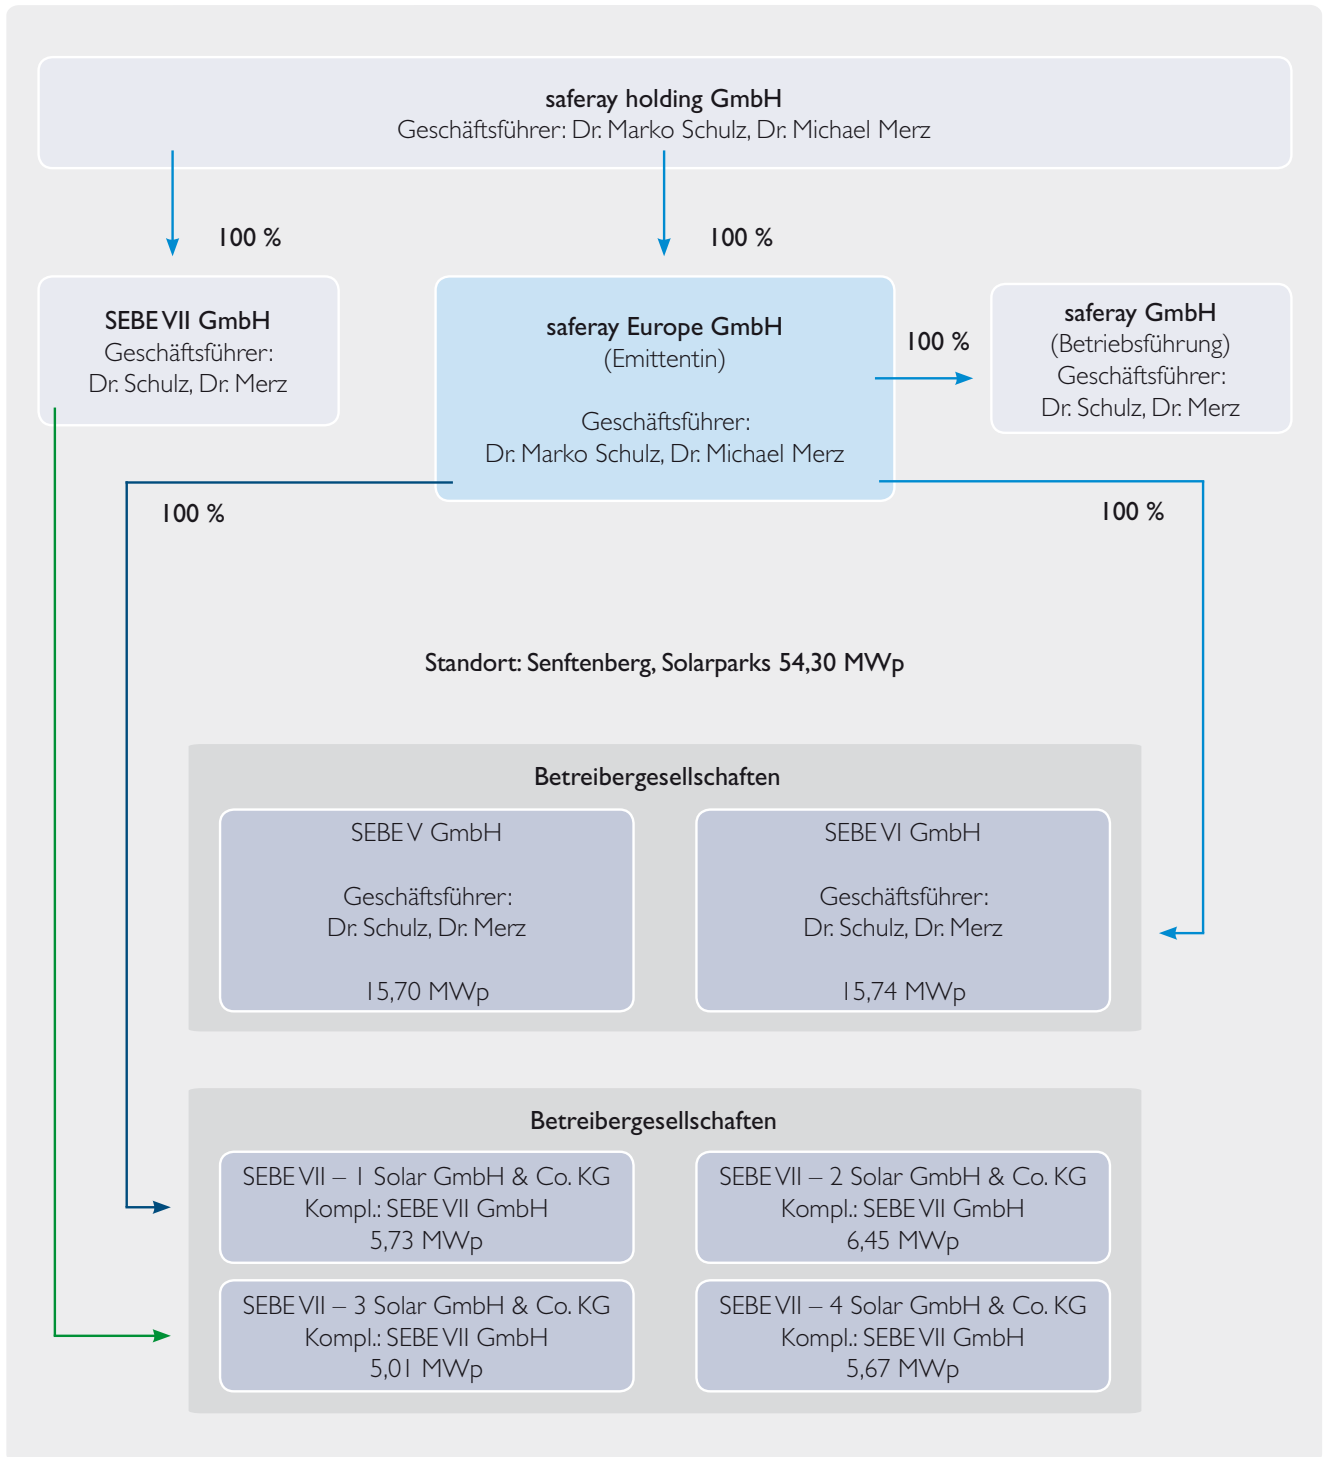 saferay holding GmbH
Geschäftsführer: Dr. Marko Schulz, Dr. Michael Merz
100 %
100 %
SEBE VII GmbH
Geschäftsführer:
Dr. Schulz, Dr. Merz
saferay Europe GmbH
(Emittentin)
Geschäftsführer:
Dr. Marko Schulz, Dr. Michael Merz
100 %
saferay GmbH
(Betriebsführung)
Geschäftsführer:
Dr. Schulz, Dr. Merz
100 %
100 %
Standort: Senftenberg, Solarparks 54,30 MWp
Betreibergesellschaften
SEBE V GmbH
Geschäftsführer:
Dr. Schulz, Dr. Merz
15,70 MWp
SEBE VI GmbH
Geschäftsführer:
Dr. Schulz, Dr. Merz
15,74 MWp
Betreibergesellschaften
SEBE VII – 1 Solar GmbH & Co. KG
Kompl.: SEBE VII GmbH
5,73 MWp
SEBE VII – 2 Solar GmbH & Co. KG
Kompl.: SEBE VII GmbH
6,45 MWp
SEBE VII – 3 Solar GmbH & Co. KG
Kompl.: SEBE VII GmbH
5,01 MWp
SEBE VII – 4 Solar GmbH & Co. KG
Kompl.: SEBE VII GmbH
5,67 MWp